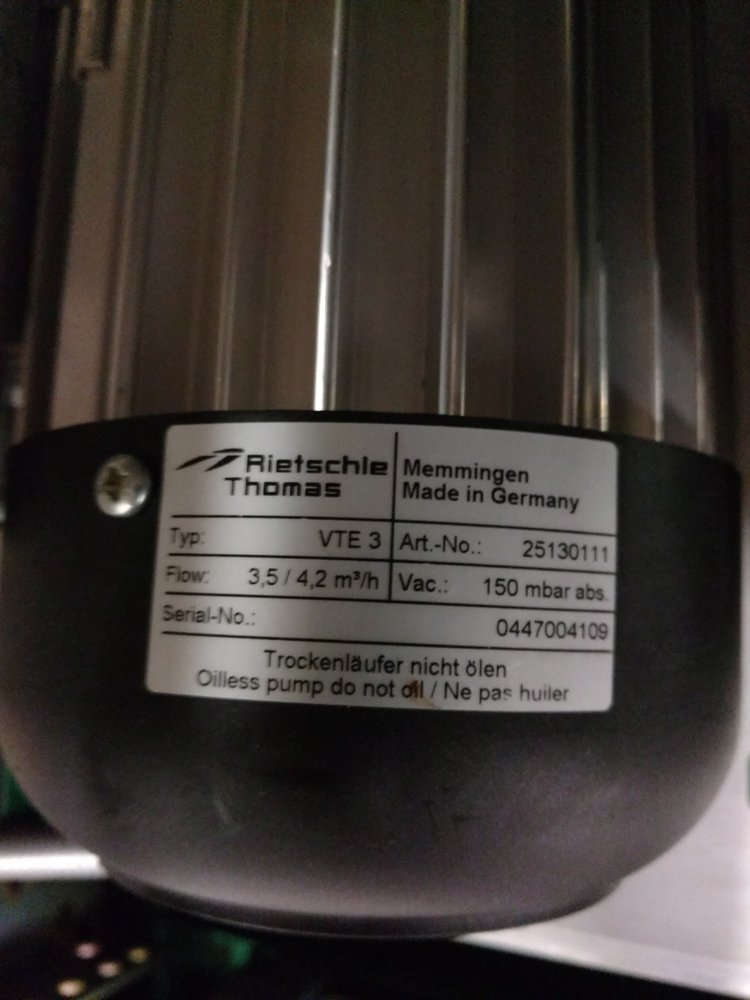 Rietschle
Thomas
Memmingen
Made in Germany
Typ: VTE 3
Art.-No.: 25130111
Flow: 3,5 / 4,2 m³/h
Vac.: 150 mbar abs.
Serial-No.: 0447004109
Trockenläufer nicht ölen
Oilless pump do not oil / Ne pas huiler